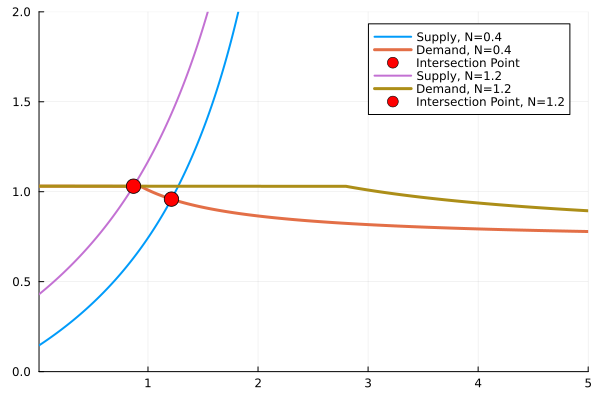 2.0
1.5
1.0
0.5
0.0
1
2
3
4
5
Supply, N=0.4
Demand, N=0.4
Intersection Point
Supply, N=1.2
Demand, N=1.2
Intersection Point, N=1.2